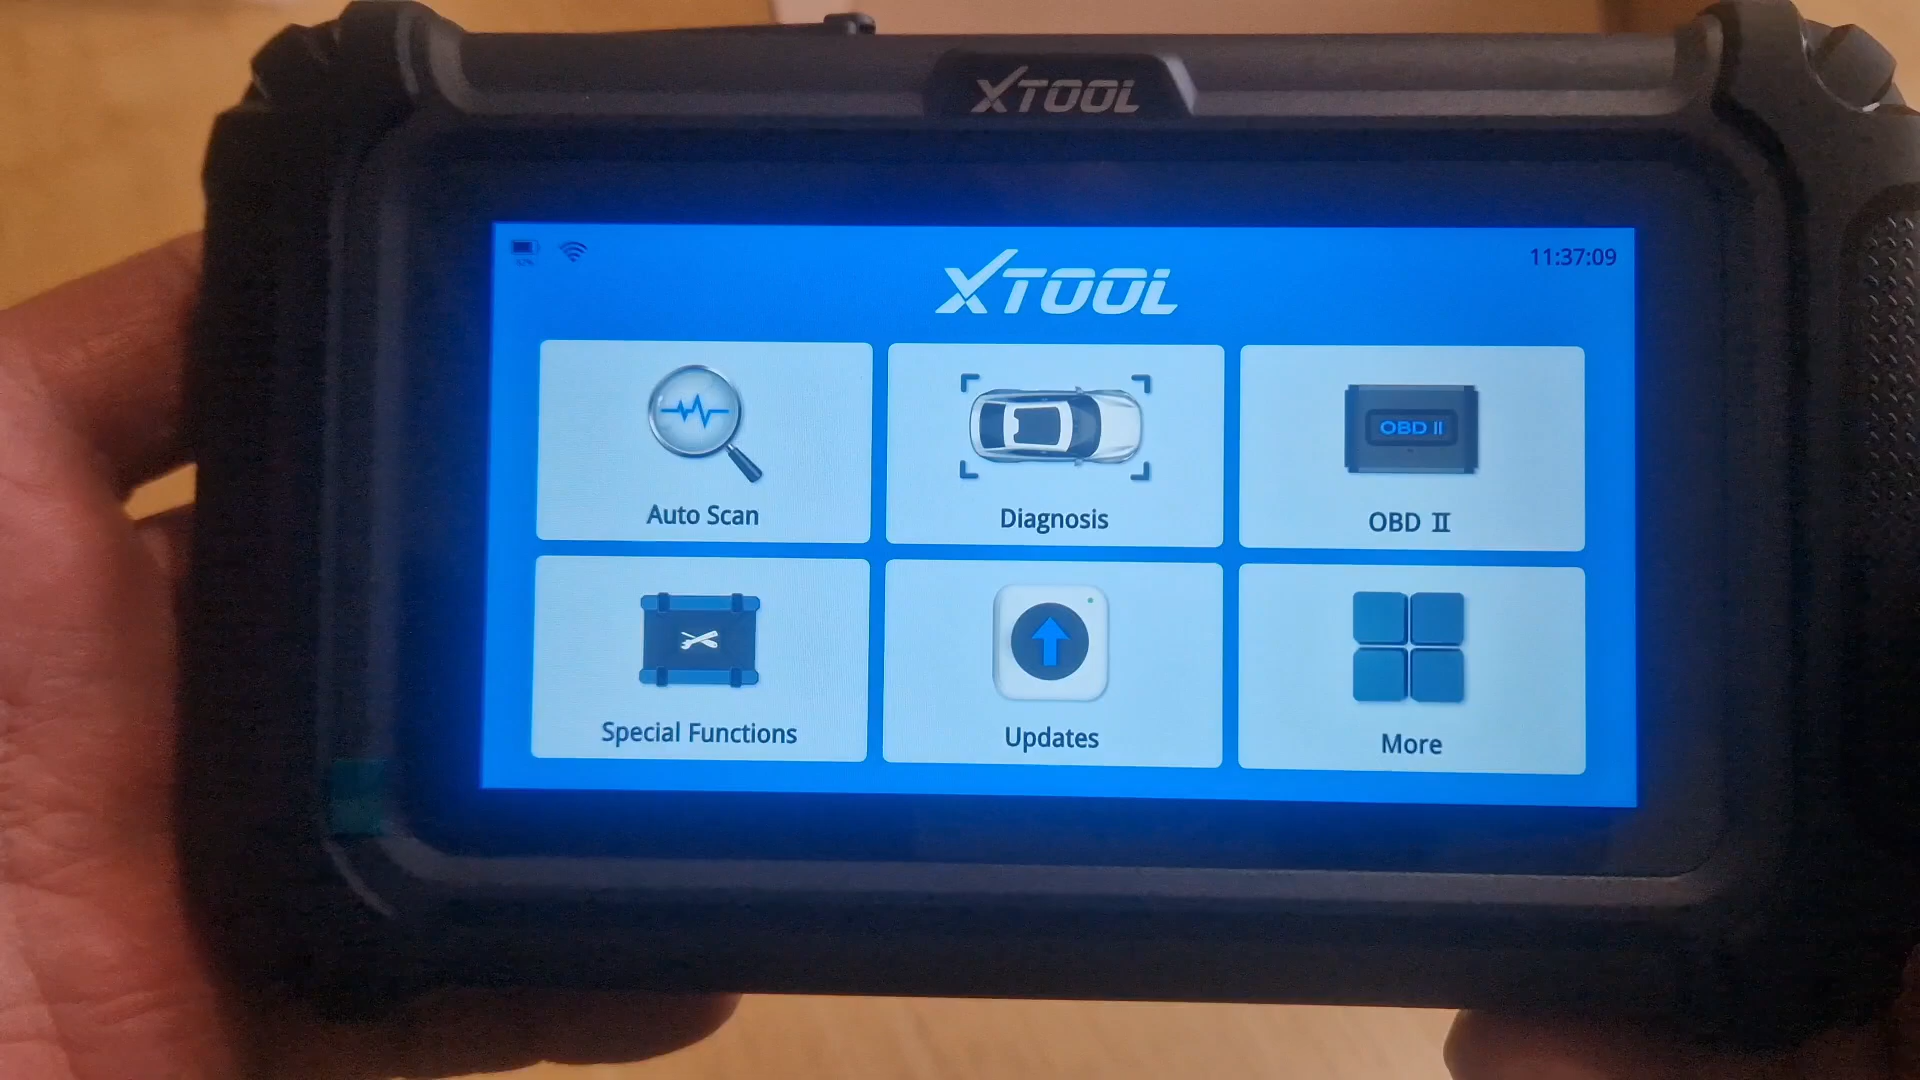 XTOOL
11:37:09
XTOOL
OBD II
Auto Scan
Diagnosis
OBD Ⅱ
Special Functions
Updates
More